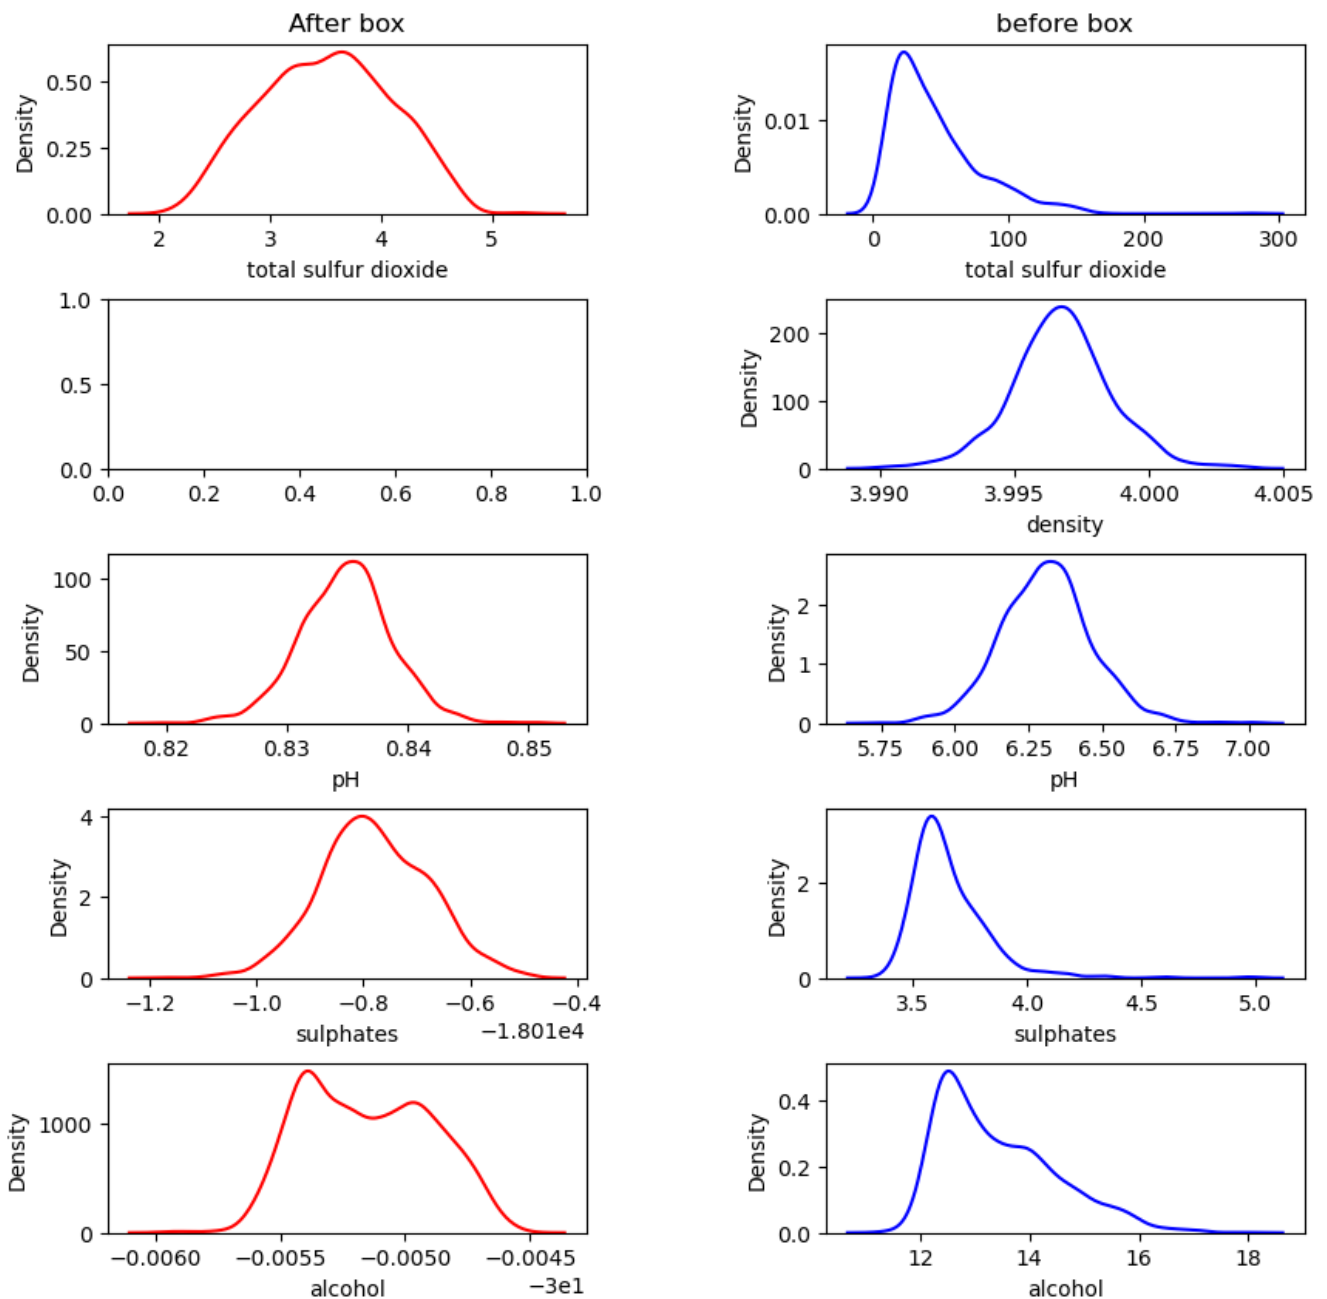 After box
before box
Density
0.50
0.25
0.00
2 3 4 5
total sulfur dioxide
Density
0.01
0.00
0 100 200 300
total sulfur dioxide
1.0
0.5
0.0
0.0 0.2 0.4 0.6 0.8 1.0
Density
200
100
0
3.990 3.995 4.000 4.005
density
Density
100
50
0
0.82 0.83 0.84 0.85
pH
Density
2
1
0
5.75 6.00 6.25 6.50 6.75 7.00
pH
Density
4
2
0
−1.2 −1.0 −0.8 −0.6 −0.4
sulphates
−1.801e4
Density
2
0
3.5 4.0 4.5 5.0
sulphates
Density
1000
0
−0.0060 −0.0055 −0.0050 −0.0045
alcohol
−3e1
Density
0.4
0.2
0.0
12 14 16 18
alcohol